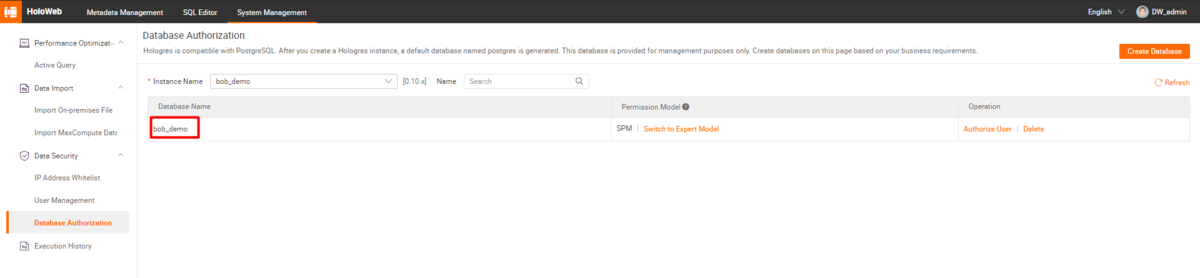 HoloWeb
Metadata Management
SQL Editor
System Management
English
DW_admin
Performance Optimizat...
Active Query
Data Import
Import On-premises File
Import MaxCompute Data
Data Security
IP Address Whitelist
User Management
Database Authorization
Execution History
Database Authorization
Hologres is compatible with PostgreSQL. After you create a Hologres instance, a default database named postgres is generated. This database is provided for management purposes only. Create databases on this page based on your business requirements.
Create Database
* Instance Name
bob_demo
[0.10.x]
Name
Search
Refresh
Database Name
Permission Model
Operation
bob_demo
SPM | Switch to Expert Model
Authorize User | Delete